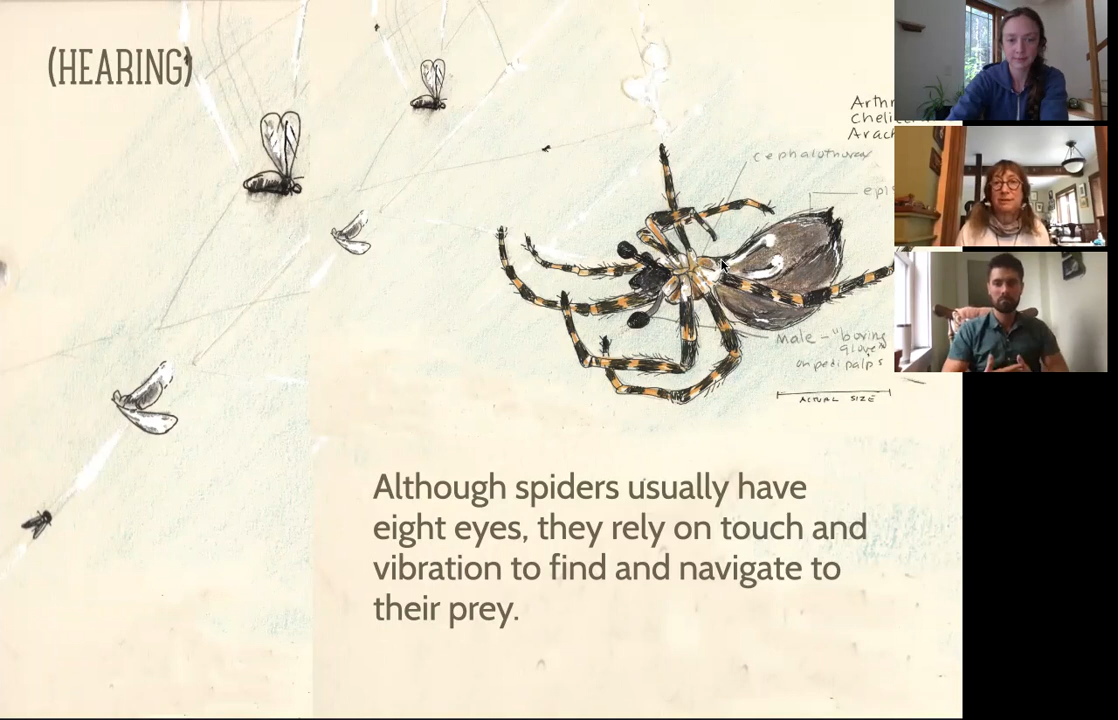 (HEARING)
cephalothorax
male - "boxing
gloves"
on pedipalps
ACTUAL SIZE
Although spiders usually have
eight eyes, they rely on touch and
vibration to find and navigate to
their prey.